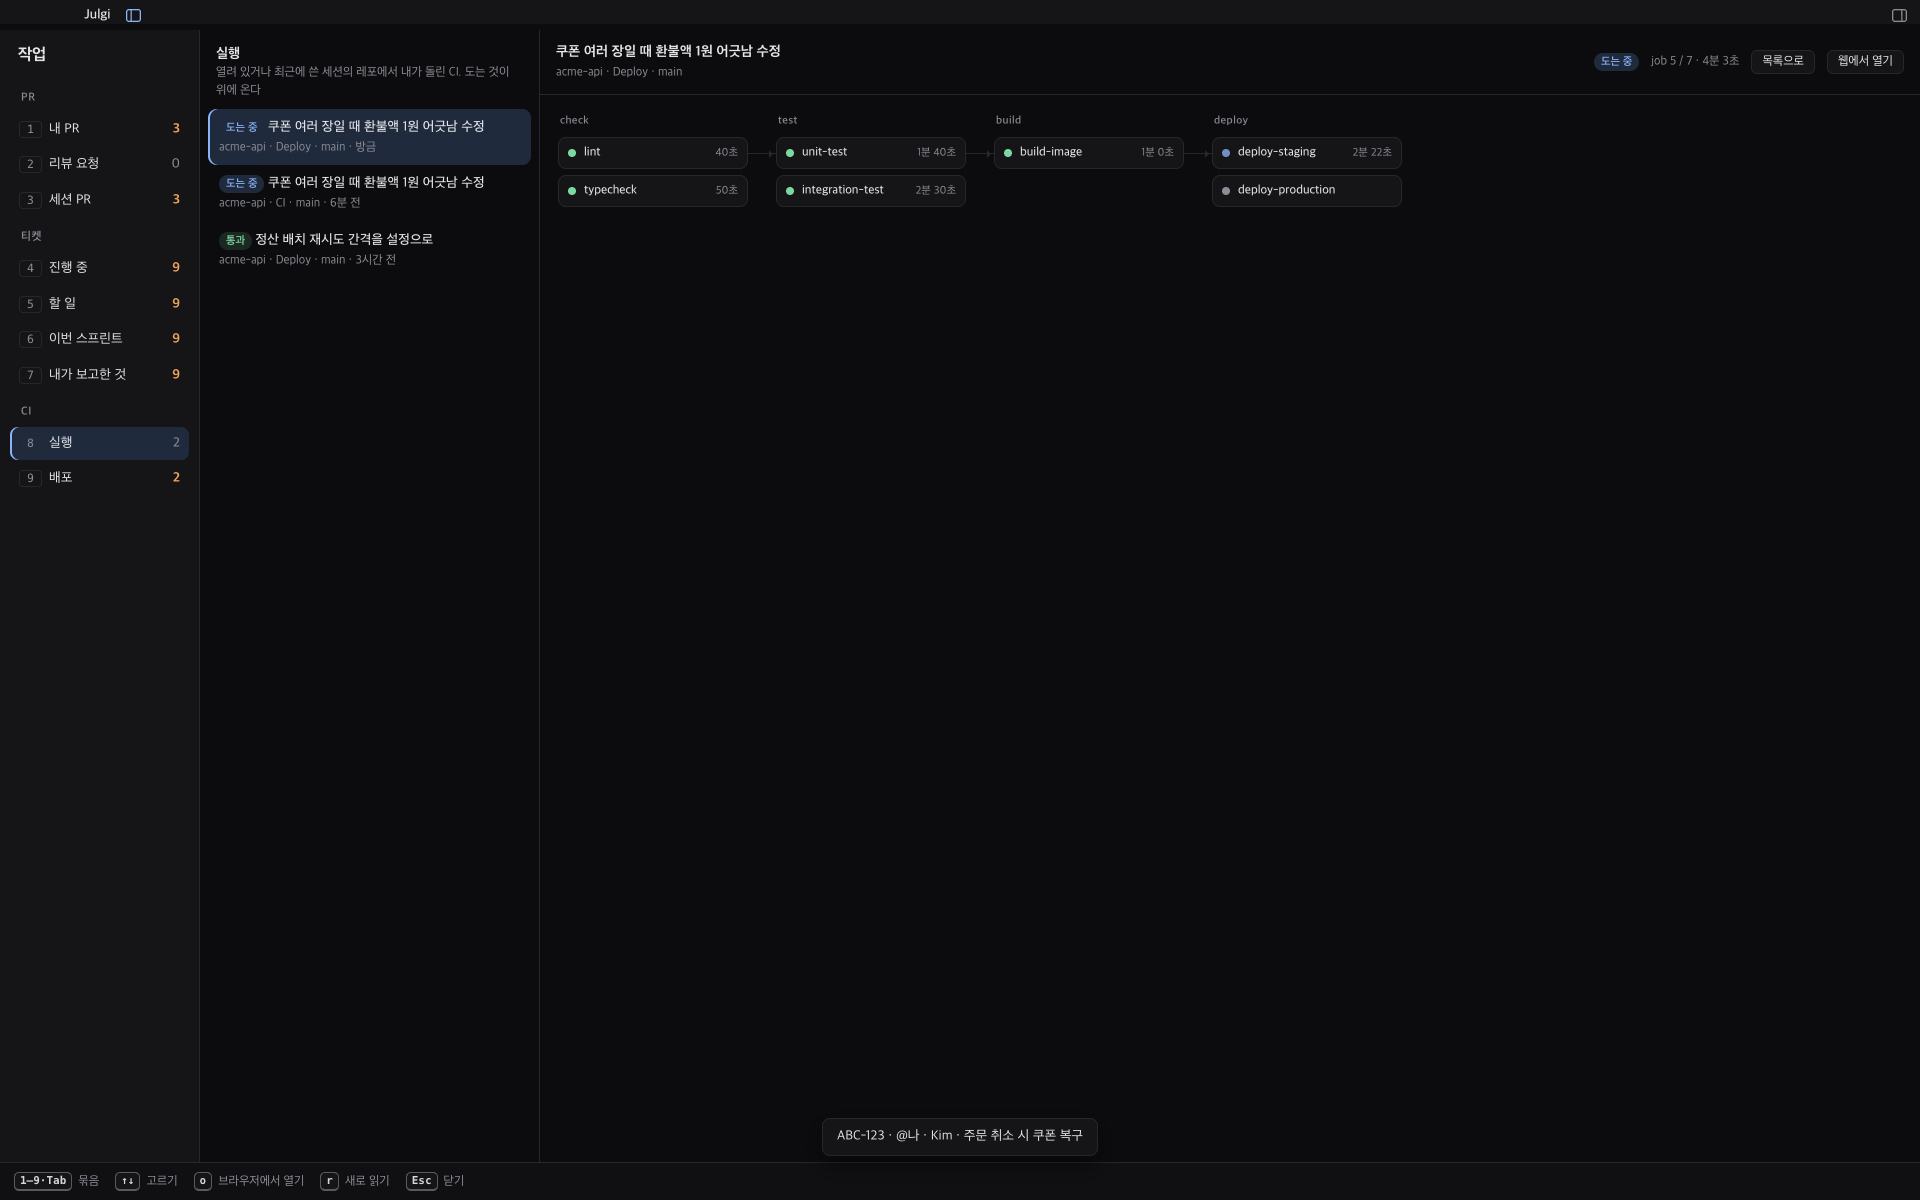 Julgi
작업
PR
1 내 PR 3
2 리뷰 요청 0
3 세션 PR 3
티켓
4 진행 중 9
5 할 일 9
6 이번 스프린트 9
7 내가 보고한 것 9
CI
8 실행 2
9 배포 2
실행
열려 있거나 최근에 쓴 세션의 레포에서 내가 돌린 CI. 도는 것이
위에 온다
도는 중 쿠폰 여러 장일 때 환불액 1원 어긋남 수정
acme-api · Deploy · main · 방금
도는 중 쿠폰 여러 장일 때 환불액 1원 어긋남 수정
acme-api · CI · main · 6분 전
통과 정산 배치 재시도 간격을 설정으로
acme-api · Deploy · main · 3시간 전
쿠폰 여러 장일 때 환불액 1원 어긋남 수정
acme-api · Deploy · main
도는 중 job 5 / 7 · 4분 3초 목록으로 웹에서 열기
check test build deploy
lint 40초 unit-test 1분 40초 build-image 1분 0초 deploy-staging 2분 22초
typecheck 50초 integration-test 2분 30초 deploy-production
ABC-123 · @나 · Kim · 주문 취소 시 쿠폰 복구
1–9·Tab 묶음 ↑↓ 고르기 o 브라우저에서 열기 r 새로 읽기 Esc 닫기